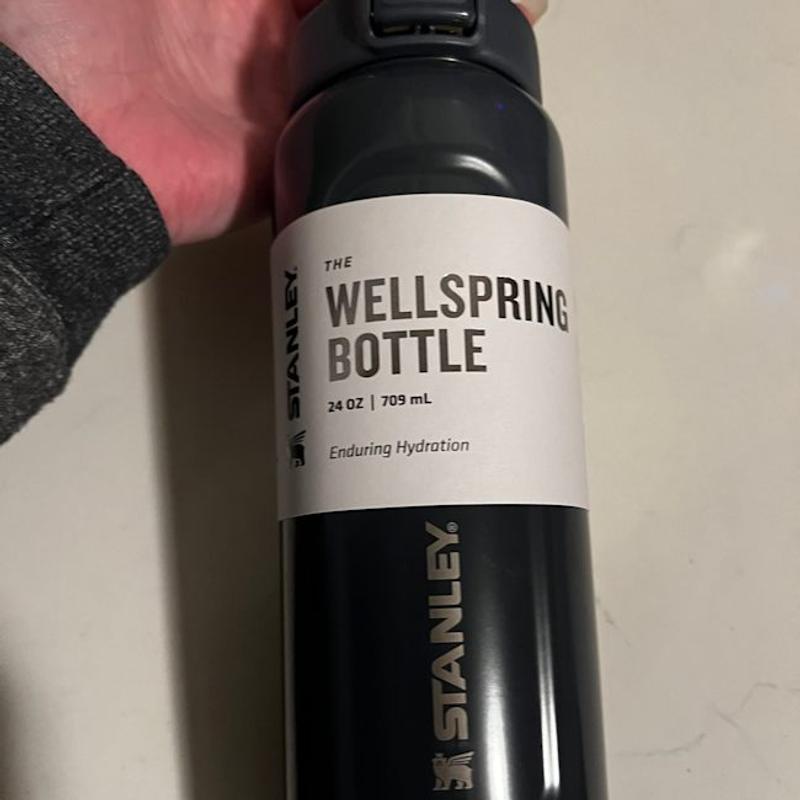 STANLEY.
THE
WELLSPRING
BOTTLE
24 OZ | 709 mL
Enduring Hydration
STANLEY®